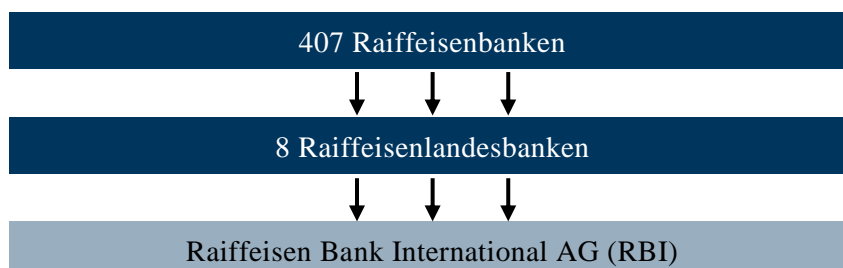 407 Raiffeisenbanken
8 Raiffeisenlandesbanken
Raiffeisen Bank International AG (RBI)